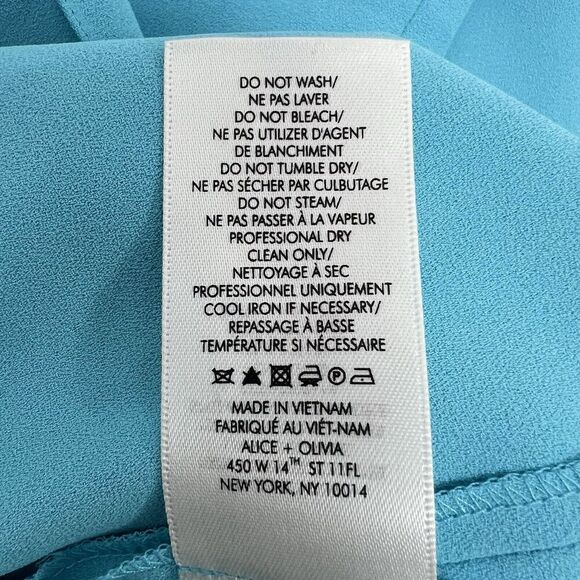 DO NOT WASH/
NE PAS LAVER
DO NOT BLEACH/
NE PAS UTILIZER D'AGENT
DE BLANCHIMENT
DO NOT TUMBLE DRY/
NE PAS SÉCHER PAR CULBUTAGE
DO NOT STEAM/
NE PAS PASSER À LA VAPEUR
PROFESSIONAL DRY
CLEAN ONLY/
NETTOYAGE À SEC
PROFESSIONNEL UNIQUEMENT
COOL IRON IF NECESSARY/
REPASSAGE À BASSE
TEMPÉRATURE SI NÉCESSAIRE
P
MADE IN VIETNAM
FABRIQUÉ AU VIÊT-NAM
ALICE + OLIVIA
450 W 14TH ST 11FL
NEW YORK, NY 10014